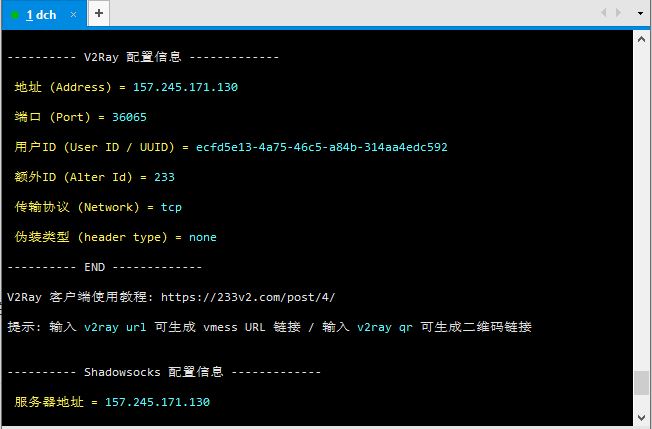 1 dch
---------- V2Ray 配置信息 -------------
地址 (Address) = 157.245.171.130
端口 (Port) = 36065
用户ID (User ID / UUID) = ecfd5e13-4a75-46c5-a84b-314aa4edc592
额外ID (Alter Id) = 233
传输协议 (Network) = tcp
伪装类型 (header type) = none
---------- END -------------
V2Ray 客户端使用教程: https://233v2.com/post/4/
提示: 输入 v2ray url 可生成 vmess URL 链接 / 输入 v2ray qr 可生成二维码链接
---------- Shadowsocks 配置信息 -------------
服务器地址 = 157.245.171.130